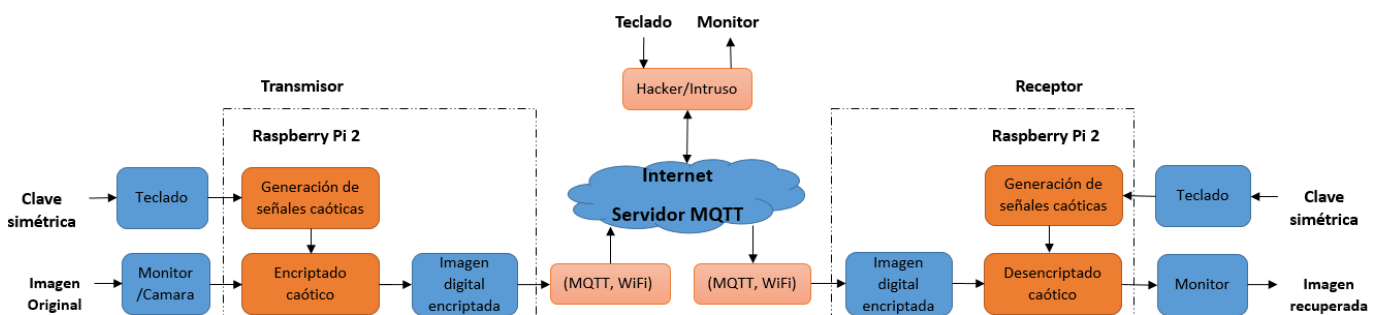 Teclado
Monitor
Hacker/Intruso
Transmisor
Receptor
Raspberry Pi 2
Raspberry Pi 2
Internet
Servidor MQTT
Clave
simétrica
Teclado
Generación de
señales caóticas
Generación de
señales caóticas
Teclado
Clave
simétrica
Imagen
Original
Monitor
/Camara
Encriptado
caótico
Imagen
digital
encriptada
(MQTT, WiFi)
(MQTT, WiFi)
Imagen
digital
encriptada
Desencriptado
caótico
Monitor
Imagen
recuperada